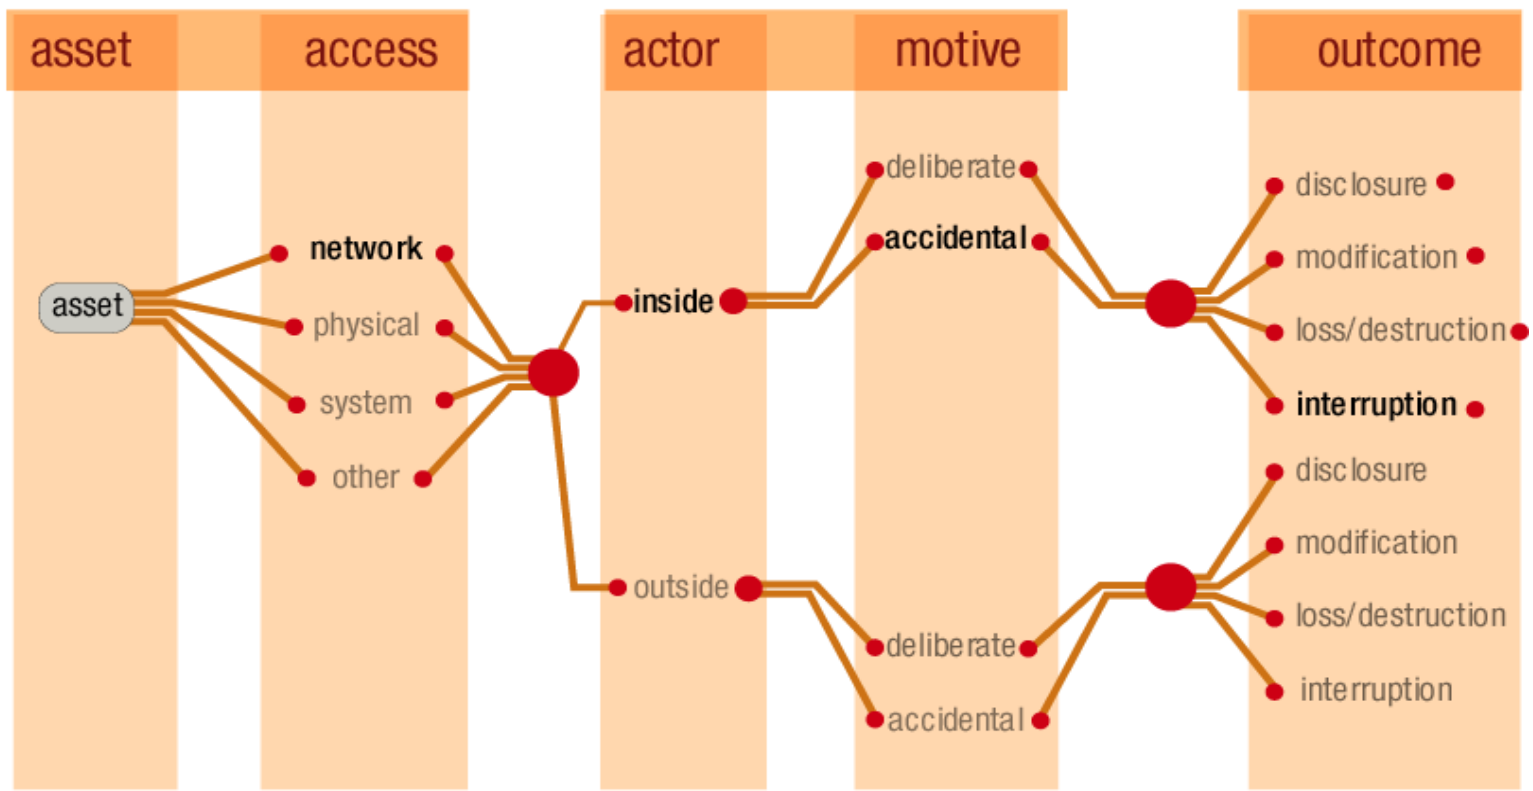 asset
access
actor
motive
outcome
asset
network
physical
system
other
inside
outside
deliberate
accidental
deliberate
accidental
disclosure
modification
loss/destruction
interruption
disclosure
modification
loss/destruction
interruption